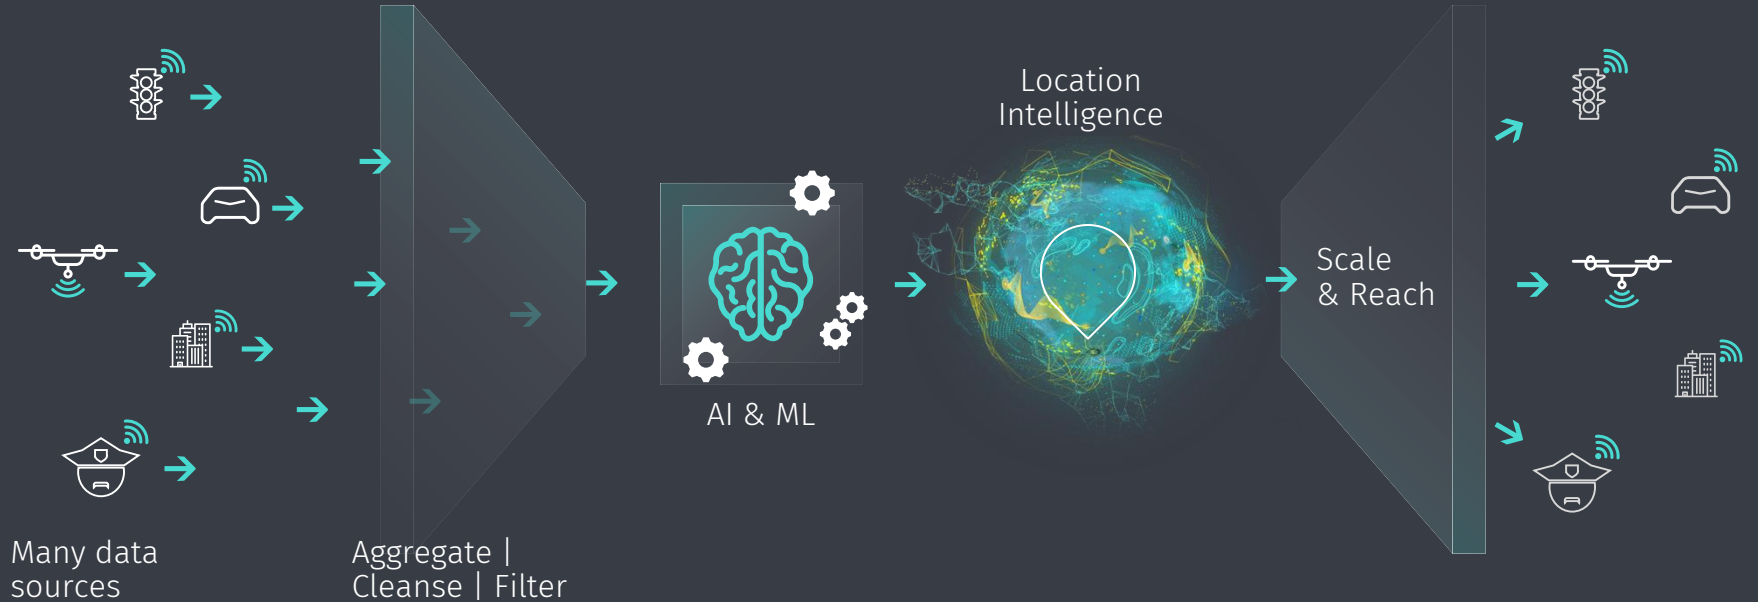 Many data
sources
Aggregate |
Cleanse | Filter
AI & ML
Location
Intelligence
Scale
& Reach